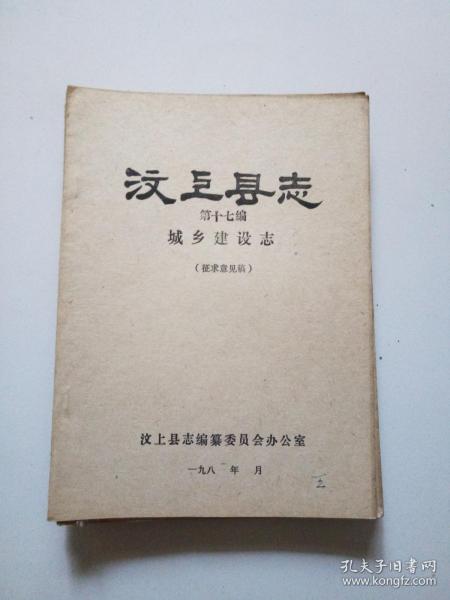 汶上县志
第十七编
城乡建设志
（征求意见稿）
汶上县志编纂委员会办公室
一九八 年 月
孔夫子旧书网
www.kongfz.com